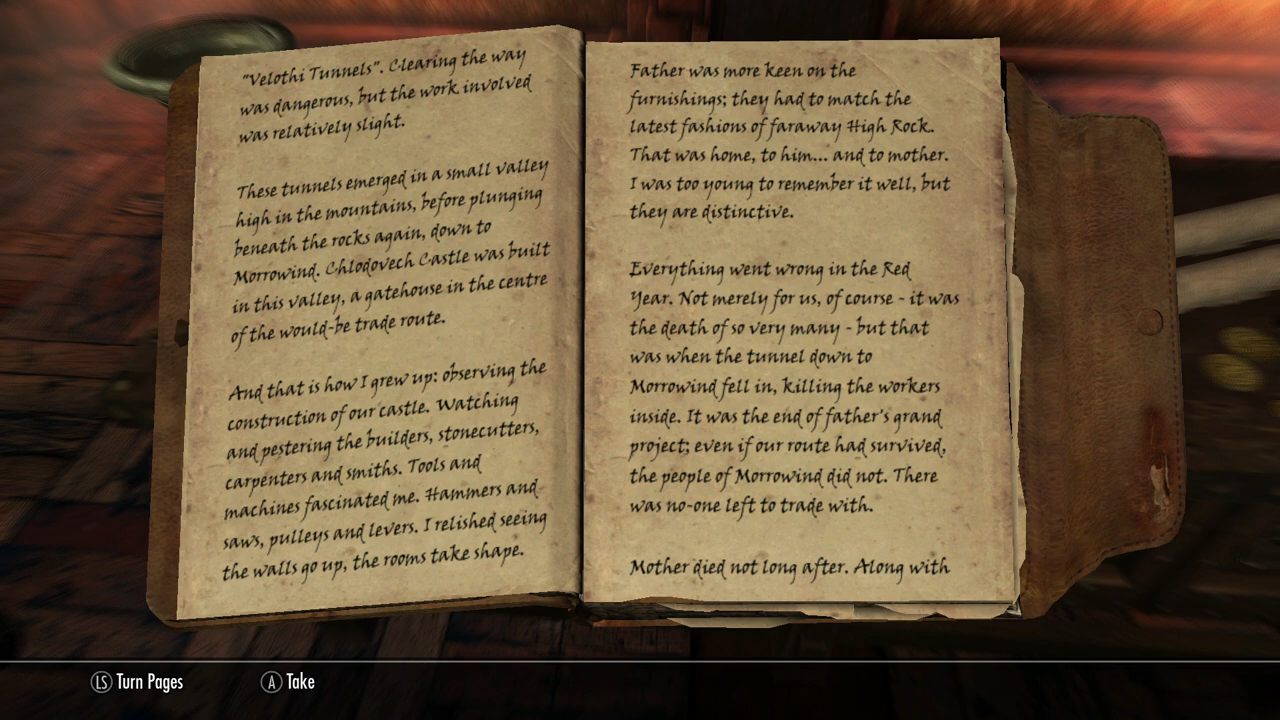 "Velothi Tunnels". Clearing the way
was dangerous, but the work involved
was relatively slight.
These tunnels emerged in a small valley
high in the mountains, before plunging
beneath the rocks again, down to
Morrowind. Chlodovech Castle was built
in this valley, a gatehouse in the centre
of the would-be trade route.
And that is how I grew up: observing the
construction of our castle. Watching
and pestering the builders, stonecutters,
carpenters and smiths. Tools and
machines fascinated me. Hammers and
saws, pulleys and levers. I relished seeing
the walls go up, the rooms take shape.
Father was more keen on the
furnishings; they had to match the
latest fashions of faraway High Rock.
That was home, to him... and to mother.
I was too young to remember it well, but
they are distinctive.
Everything went wrong in the Red
Year. Not merely for us, of course - it was
the death of so very many - but that
was when the tunnel down to
Morrowind fell in, killing the workers
inside. It was the end of father's grand
project; even if our route had survived,
the people of Morrowind did not. There
was no-one left to trade with.
Mother died not long after. Along with
LS Turn Pages
A Take